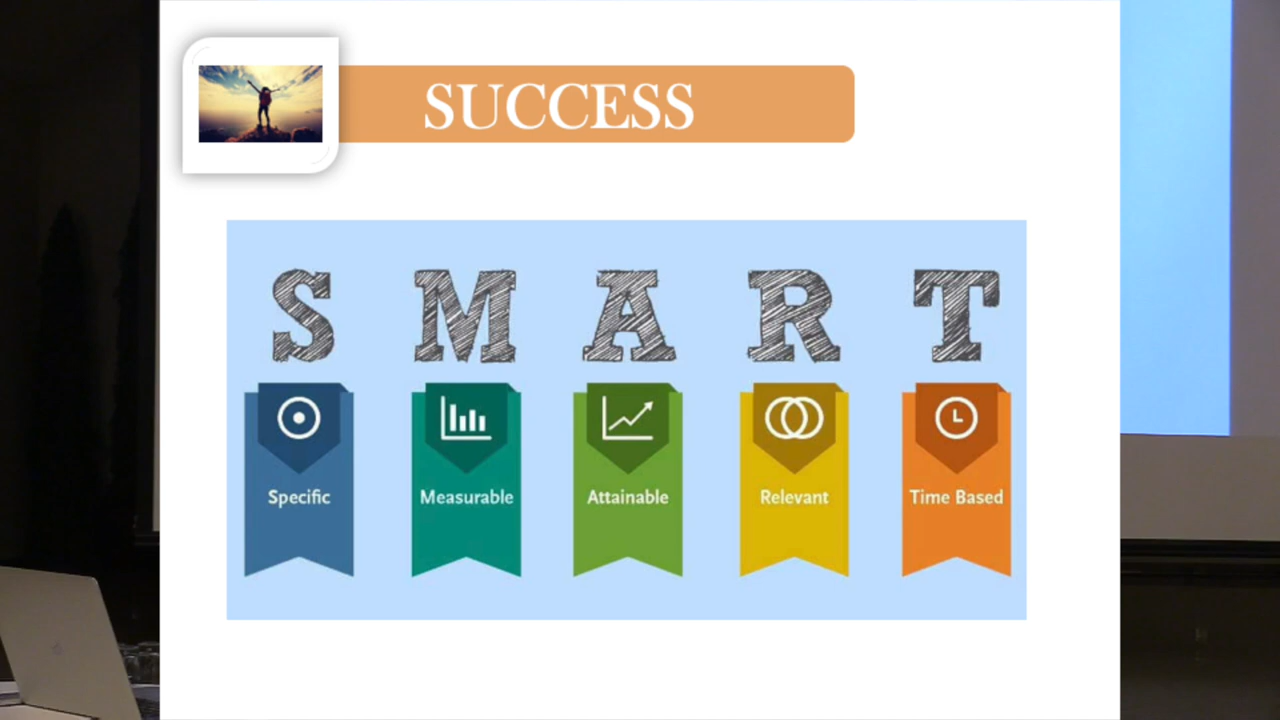 SUCCESS
S M A R T
Specific Measurable Attainable Relevant Time Based